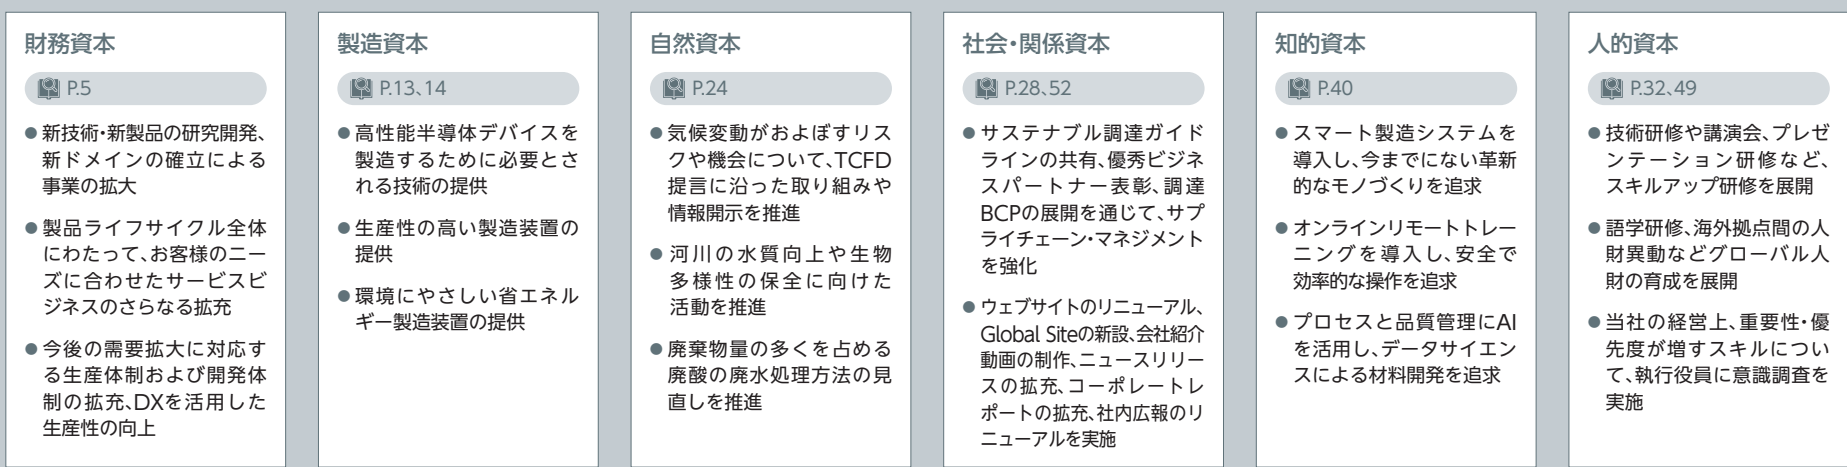 財務資本
P.5
●新技術・新製品の研究開発、
新ドメインの確立による
事業の拡大
●製品ライフサイクル全体
にわたって、お客様のニー
ズに合わせたサービスビ
ジネスのさらなる拡充
●今後の需要拡大に対応す
る生産体制および開発体
制の拡充、DXを活用した
生産性の向上
製造資本
P.13、14
●高性能半導体デバイスを
製造するために必要とさ
れる技術の提供
●生産性の高い製造装置の
提供
●環境にやさしい省エネル
ギー製造装置の提供
自然資本
P.24
●気候変動がおよぼすリス
クや機会について、TCFD
提言に沿った取り組みや
情報開示を推進
●河川の水質向上や生物
多様性の保全に向けた
活動を推進
●廃棄物量の多くを占める
廃酸の廃水処理方法の見
直しを推進
社会・関係資本
P.28、52
●サステナブル調達ガイド
ラインの共有、優秀ビジネ
スパートナー表彰、調達
BCPの展開を通じて、サプ
ライチェーン・マネジメント
を強化
●ウェブサイトのリニューアル、
Global Siteの新設、会社紹介
動画の制作、ニュースリリー
スの拡充、コーポレートレ
ポートの拡充、社内広報のリ
ニューアルを実施
知的資本
P.40
●スマート製造システムを
導入し、今までにない革新
的なモノづくりを追求
●オンラインリモートトレー
ニングを導入し、安全で
効率的な操作を追求
●プロセスと品質管理にAI
を活用し、データサイエン
スによる材料開発を追求
人的資本
P.32、49
●技術研修や講演会、プレゼ
ンテーション研修など、
スキルアップ研修を展開
●語学研修、海外拠点間の人
財異動などグローバル人
財の育成を展開
●当社の経営上、重要性・優
先度が増すスキルについ
て、執行役員に意識調査を
実施